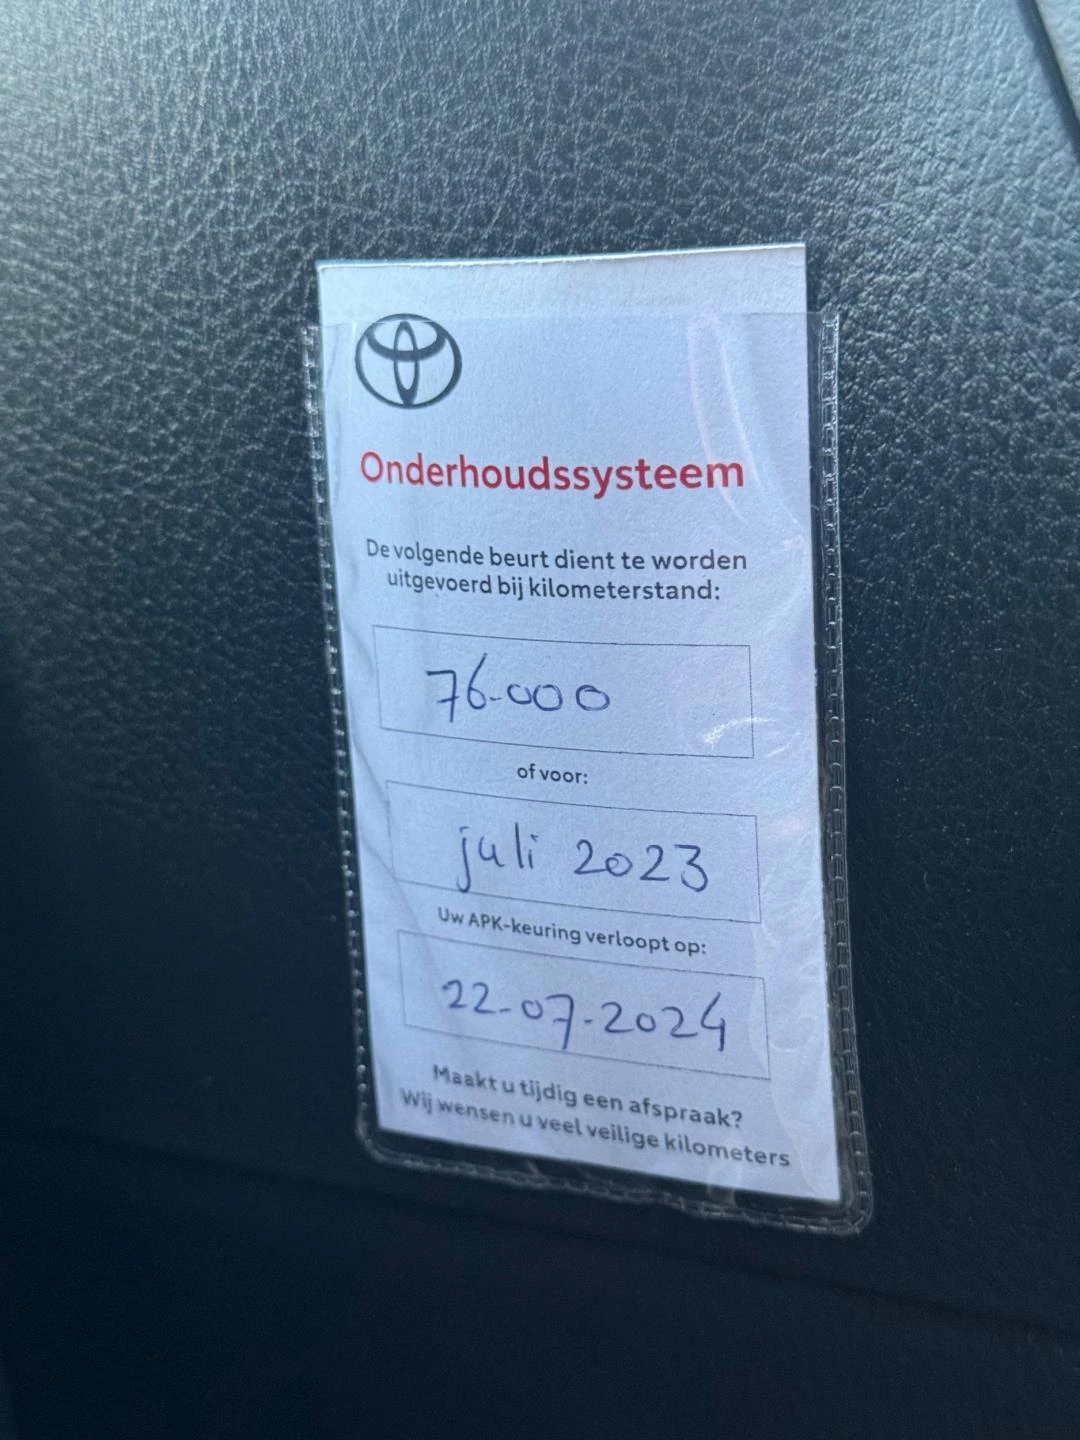 Onderhoudssysteem
De volgende beurt dient te worden
uitgevoerd bij kilometerstand:
76.000
of voor:
juli 2023
Uw APK-keuring verloopt op:
22-07-2024
Maakt u tijdig een afspraak?
Wij wensen u veel veilige kilometers